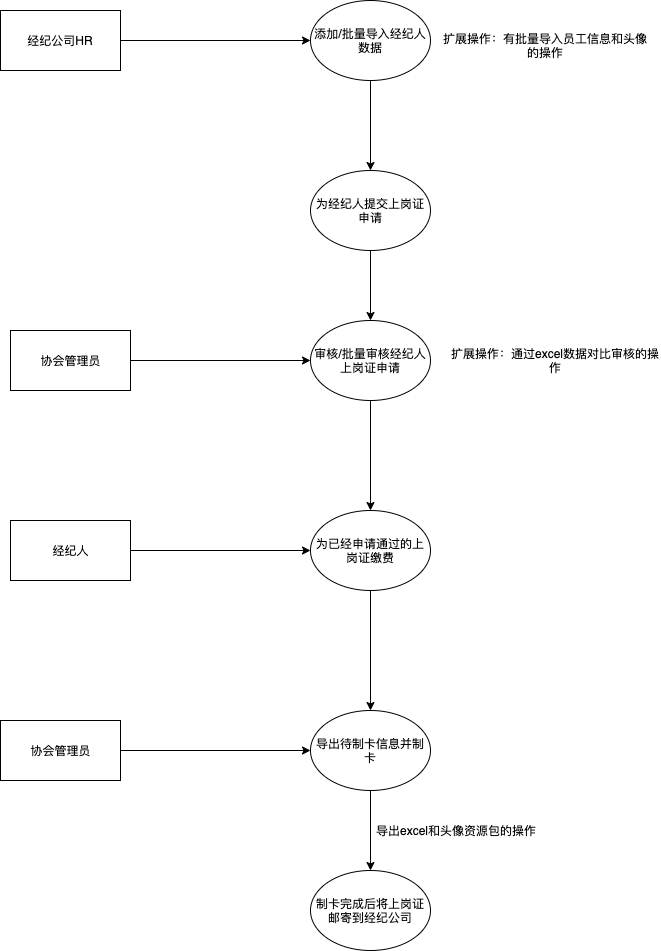 经纪公司HR
添加/批量导入经纪人
数据
扩展操作：有批量导入员工信息和头像
的操作
为经纪人提交上岗证
申请
协会管理员
审核/批量审核经纪人
上岗证申请
扩展操作：通过excel数据对比审核的操
作
经纪人
为已经申请通过的上
岗证缴费
协会管理员
导出待制卡信息并制
卡
导出excel和头像资源包的操作
制卡完成后将上岗证
邮寄到经纪公司